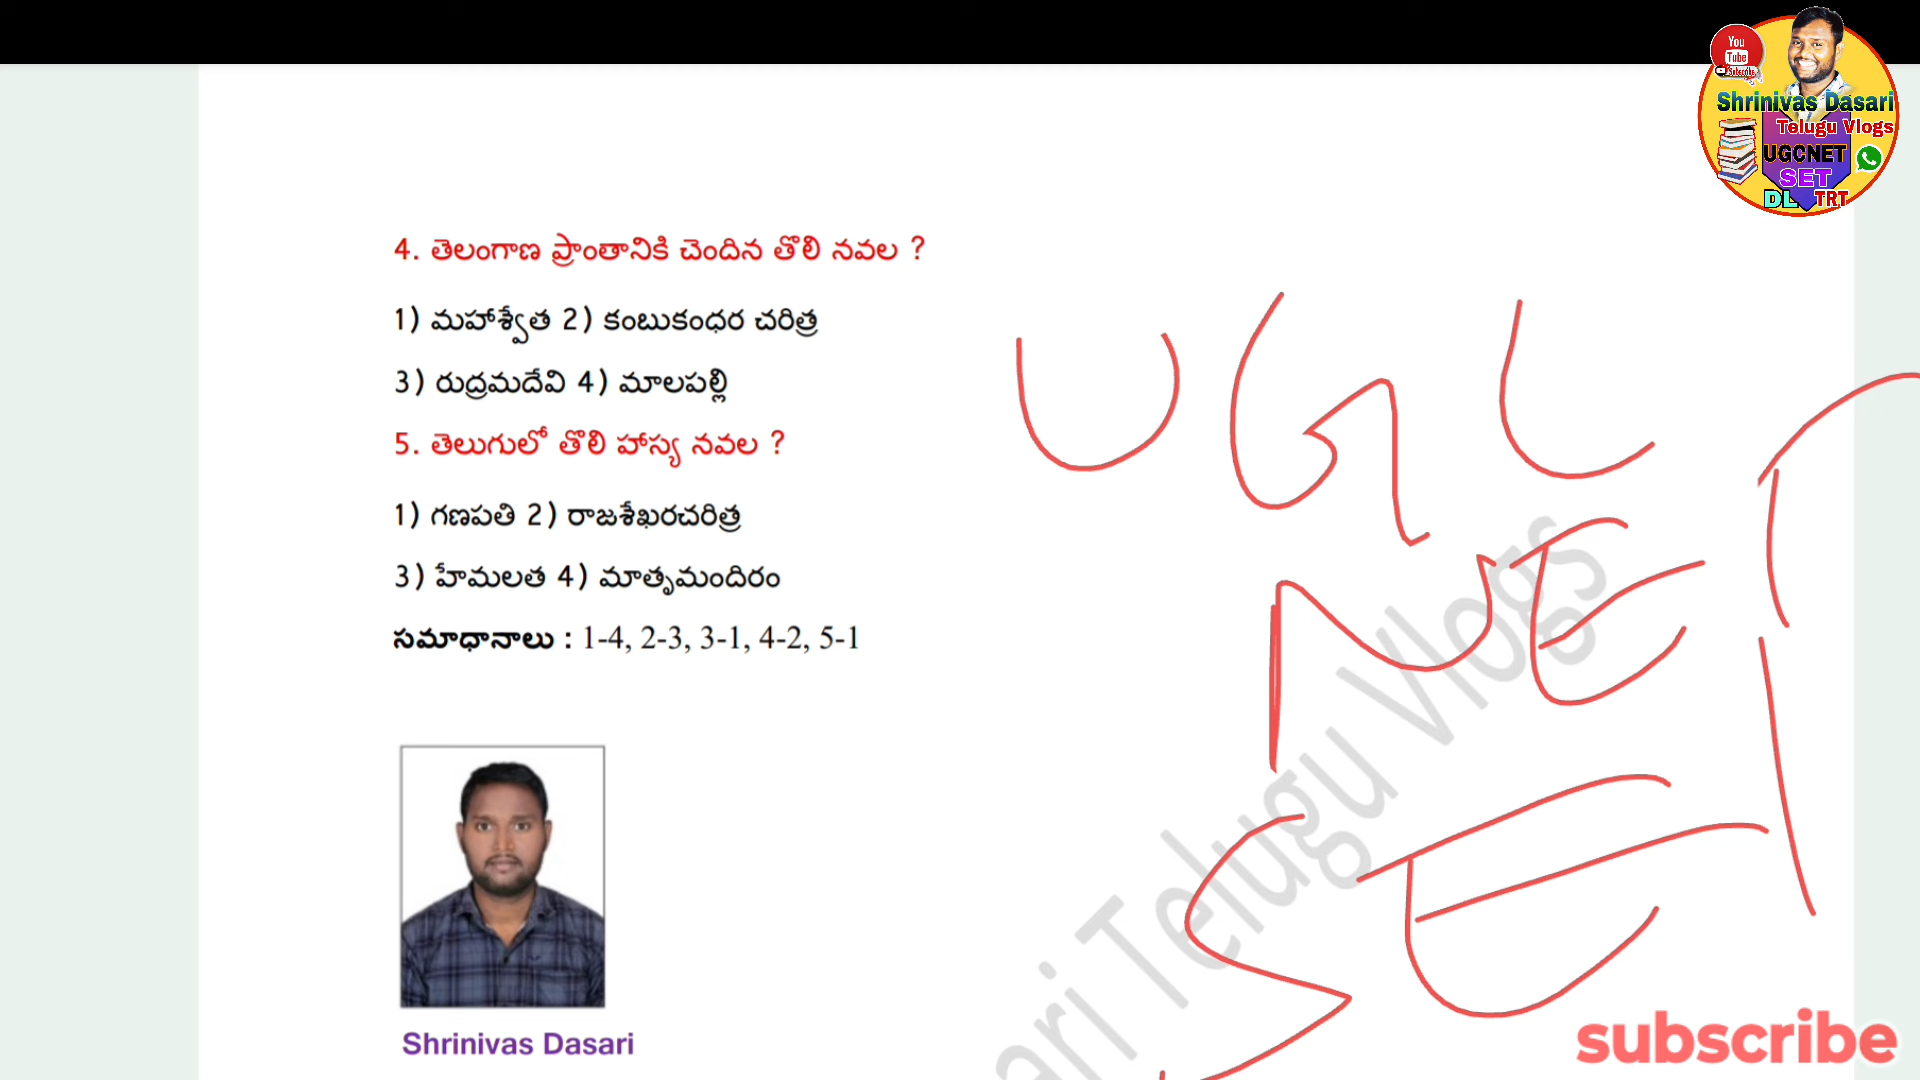 You
Tube
Subscribe
Shrinivas Dasari
Telugu Vlogs
UGCNET
SET
DL TRT
4. తెలంగాణ ప్రాంతానికి చెందిన తొలి నవల ?
1) మహాశ్వేత 2) కంబుకంధర చరిత్ర
3) రుద్రమదేవి 4) మాలపల్లి
5. తెలుగులో తొలి హాస్య నవల ?
1) గణపతి 2) రాజశేఖరచరిత్ర
3) హేమలత 4) మాతృమందిరం
సమాధానాలు : 1-4, 2-3, 3-1, 4-2, 5-1
UGC
NET
SET
ari Telugu Vlogs
Shrinivas Dasari
subscribe